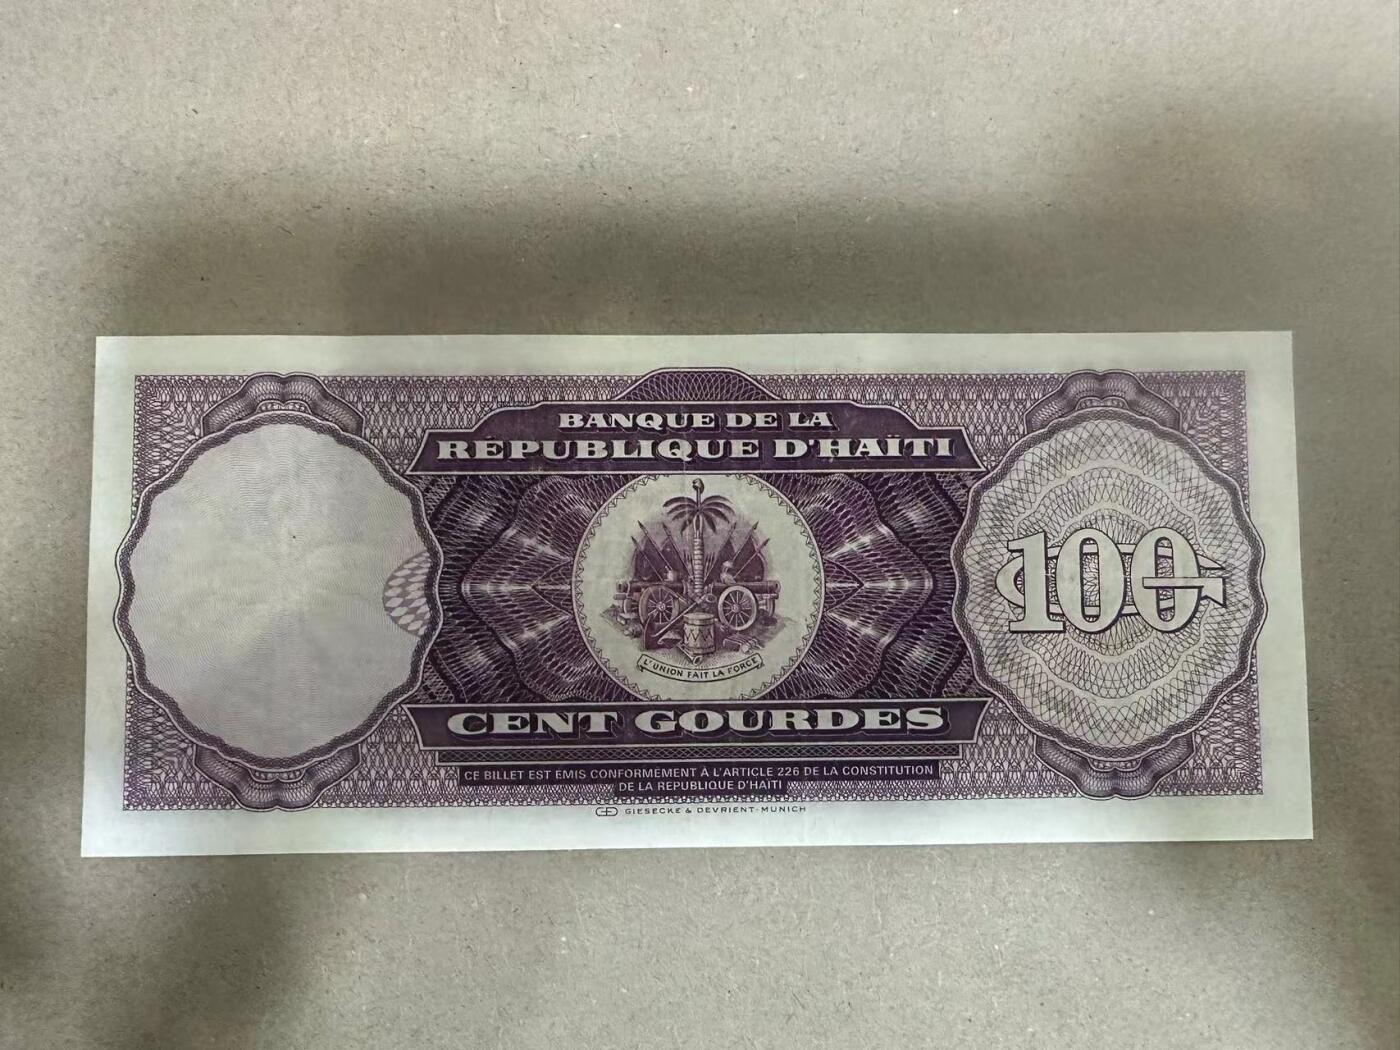 BANQUE DE LA
RÉPUBLIQUE D'HAÏTI
L'UNION FAIT LA FORCE
100
CENT GOURDES
CE BILLET EST EMIS CONFORMÉMENT À L'ARTICLE 226 DE LA CONSTITUTION
DE LA REPUBLIQUE D'HAITI
GIESECKE & DEVRIENT-MUNICH